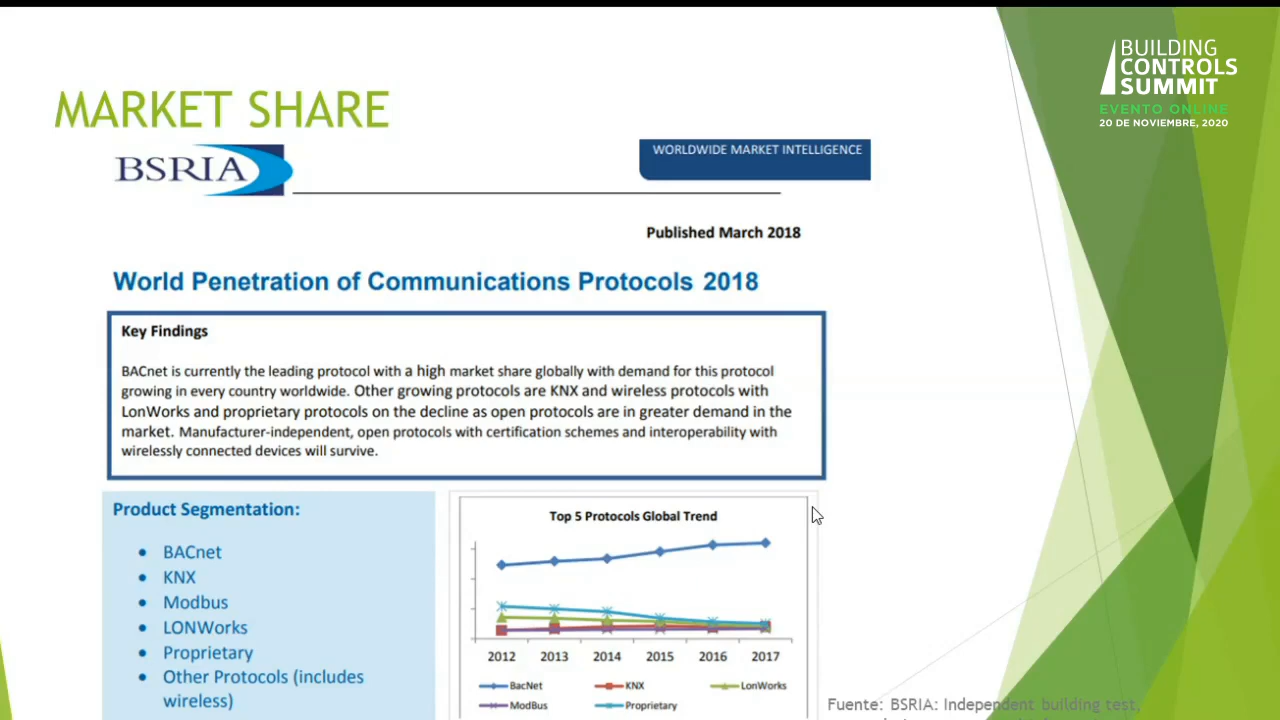 BUILDING
CONTROLS
SUMMIT
EVENTO ONLINE
20 DE NOVIEMBRE, 2020
MARKET SHARE
BSRIA
WORLDWIDE MARKET INTELLIGENCE
Published March 2018
World Penetration of Communications Protocols 2018
Key Findings
BACnet is currently the leading protocol with a high market share globally with demand for this protocol
growing in every country worldwide. Other growing protocols are KNX and wireless protocols with
LonWorks and proprietary protocols on the decline as open protocols are in greater demand in the
market. Manufacturer-independent, open protocols with certification schemes and interoperability with
wirelessly connected devices will survive.
Product Segmentation:
• BACnet
• KNX
• Modbus
• LONWorks
• Proprietary
• Other Protocols (includes
wireless)
Top 5 Protocols Global Trend
2012 2013 2014 2015 2016 2017
BacNet KNX LonWorks
ModBus Proprietary
Fuente: BSRIA: Independent building test,